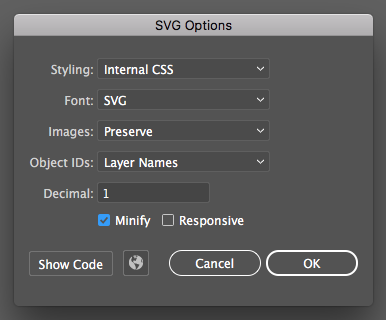 SVG Options
Styling: Internal CSS
Font: SVG
Images: Preserve
Object IDs: Layer Names
Decimal: 1
Minify Responsive
Show Code Cancel OK